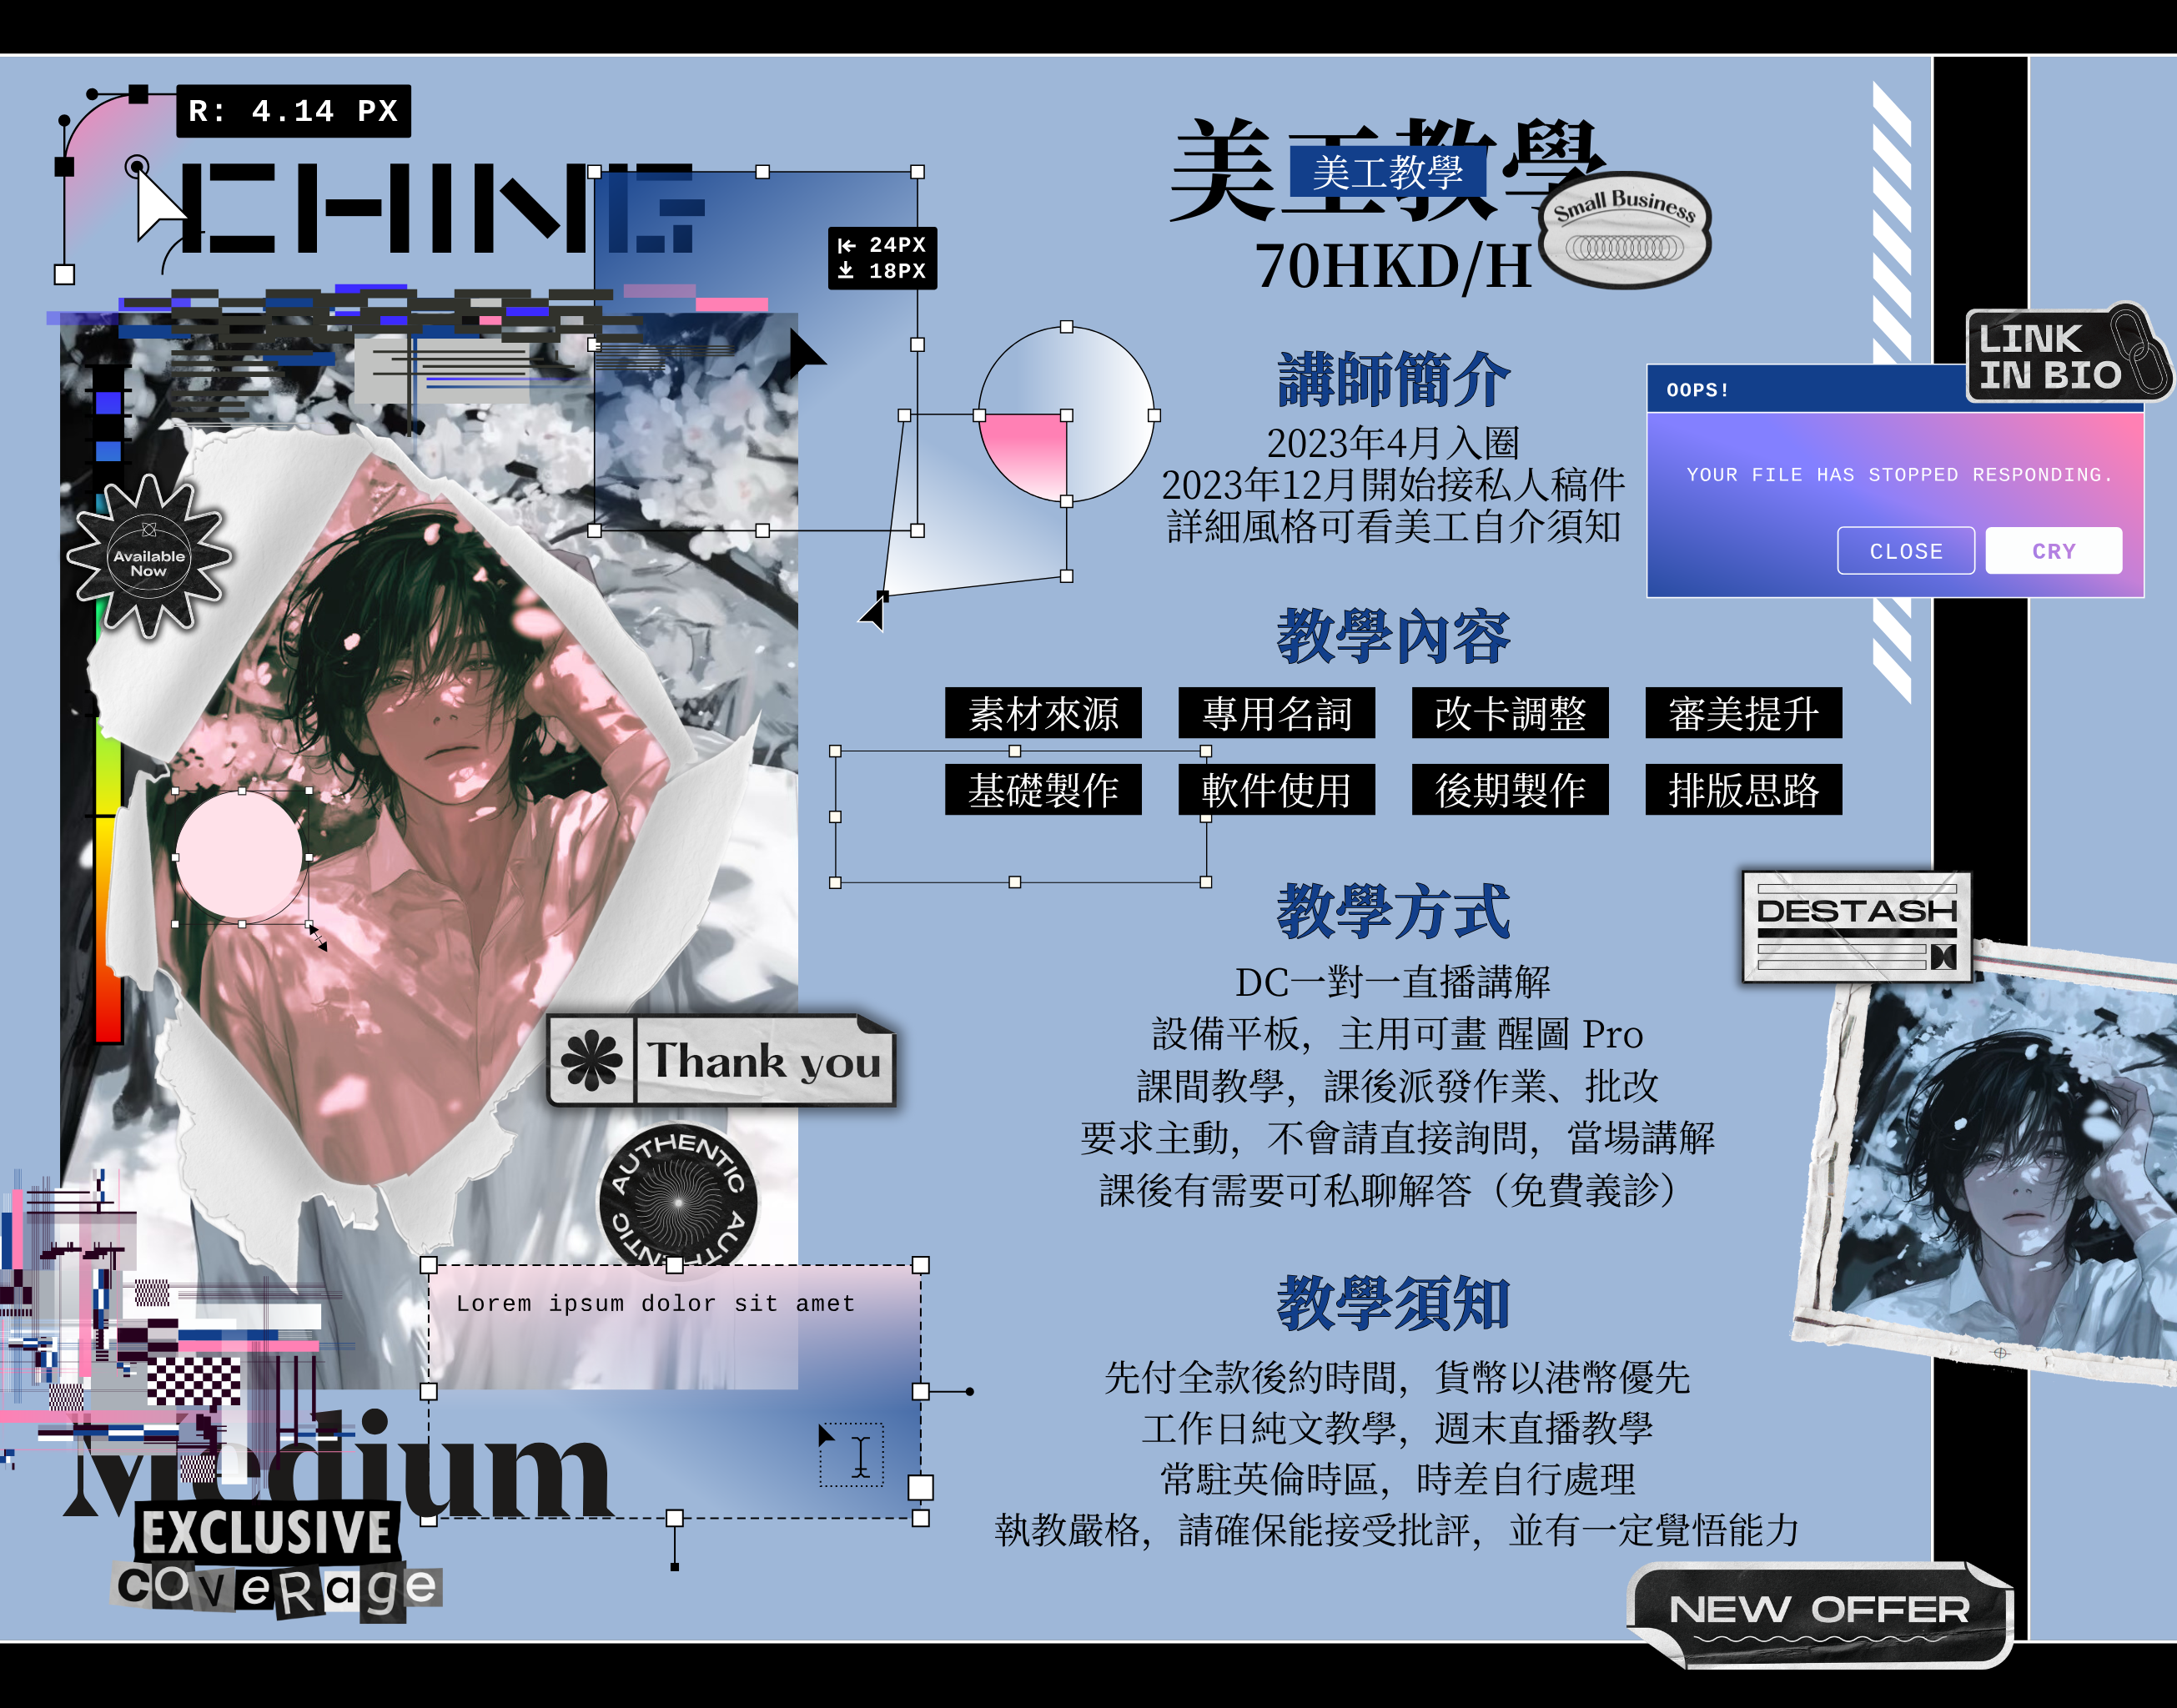 R: 4.14 PX
CHING
24PX
18PX
Available
Now
Thank you
AUTHENTIC AUTHENTIC
Lorem ipsum dolor sit amet
Medium
EXCLUSIVE
coveRage
美工教學
美工教學
70HKD/H
Small Business
講師簡介
2023年4月入圈
2023年12月開始接私人稿件
詳細風格可看美工自介須知
LINK
IN BIO
OOPS!
YOUR FILE HAS STOPPED RESPONDING.
CLOSE CRY
教學內容
素材來源 專用名詞 改卡調整 審美提升
基礎製作 軟件使用 後期製作 排版思路
教學方式
DC一對一直播講解
設備平板，主用可畫 醒圖 Pro
課間教學，課後派發作業、批改
要求主動，不會請直接詢問，當場講解
課後有需要可私聊解答（免費義診）
DESTASH
教學須知
先付全款後約時間，貨幣以港幣優先
工作日純文教學，週末直播教學
常駐英倫時區，時差自行處理
執教嚴格，請確保能接受批評，並有一定覺悟能力
NEW OFFER